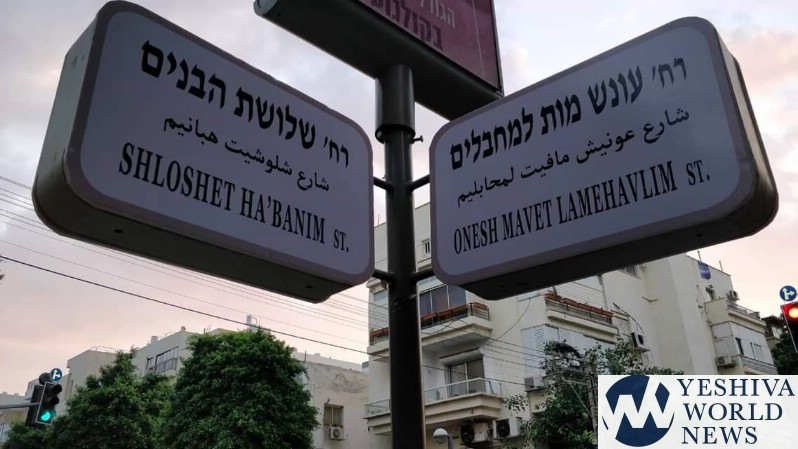 רח׳ שלושת הבנים
شارع شلوشيت هبانيم
SHLOSHET HA'BANIM ST.
רח׳ עונש מות למחבלים
شارع عونيش مافيت لمحابليم
ONESH MAVET LAMEHAVLIM ST.
YESHIVA
WORLD
NEWS